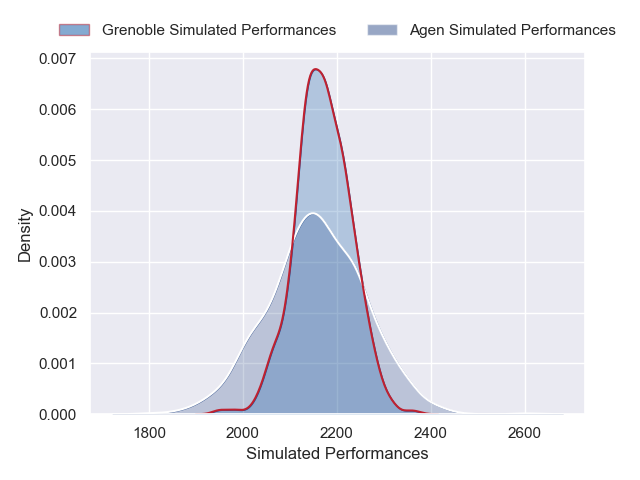 Grenoble Simulated Performances Agen Simulated Performances
0.007
0.006
0.005
0.004
0.003
0.002
0.001
0.000
Density
1800 2000 2200 2400 2600
Simulated Performances